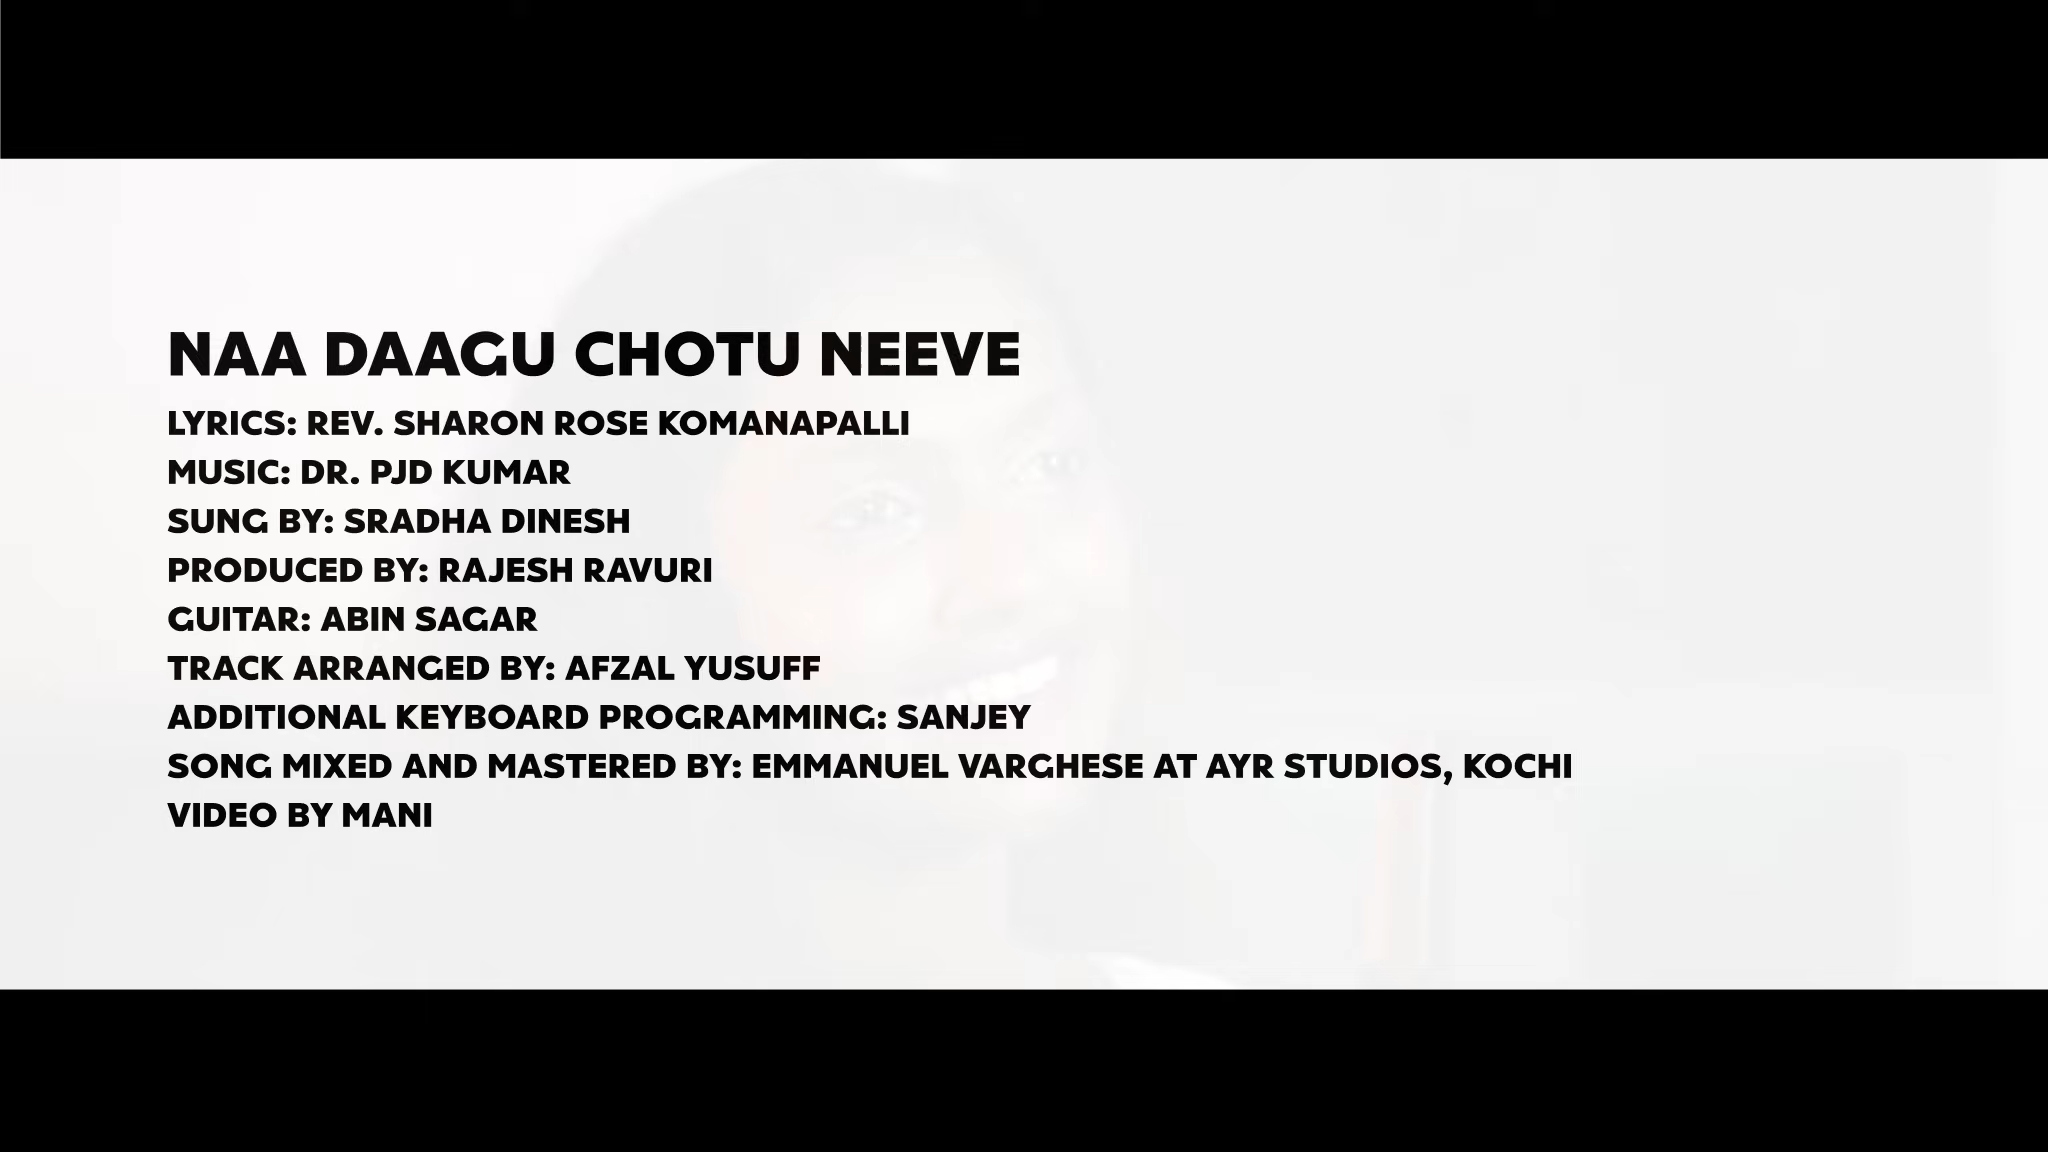 NAA DAAGU CHOTU NEEVE
LYRICS: REV. SHARON ROSE KOMANAPALLI
MUSIC: DR. PJD KUMAR
SUNG BY: SRADHA DINESH
PRODUCED BY: RAJESH RAVURI
GUITAR: ABIN SAGAR
TRACK ARRANGED BY: AFZAL YUSUFF
ADDITIONAL KEYBOARD PROGRAMMING: SANJEY
SONG MIXED AND MASTERED BY: EMMANUEL VARGHESE AT AYR STUDIOS, KOCHI
VIDEO BY MANI